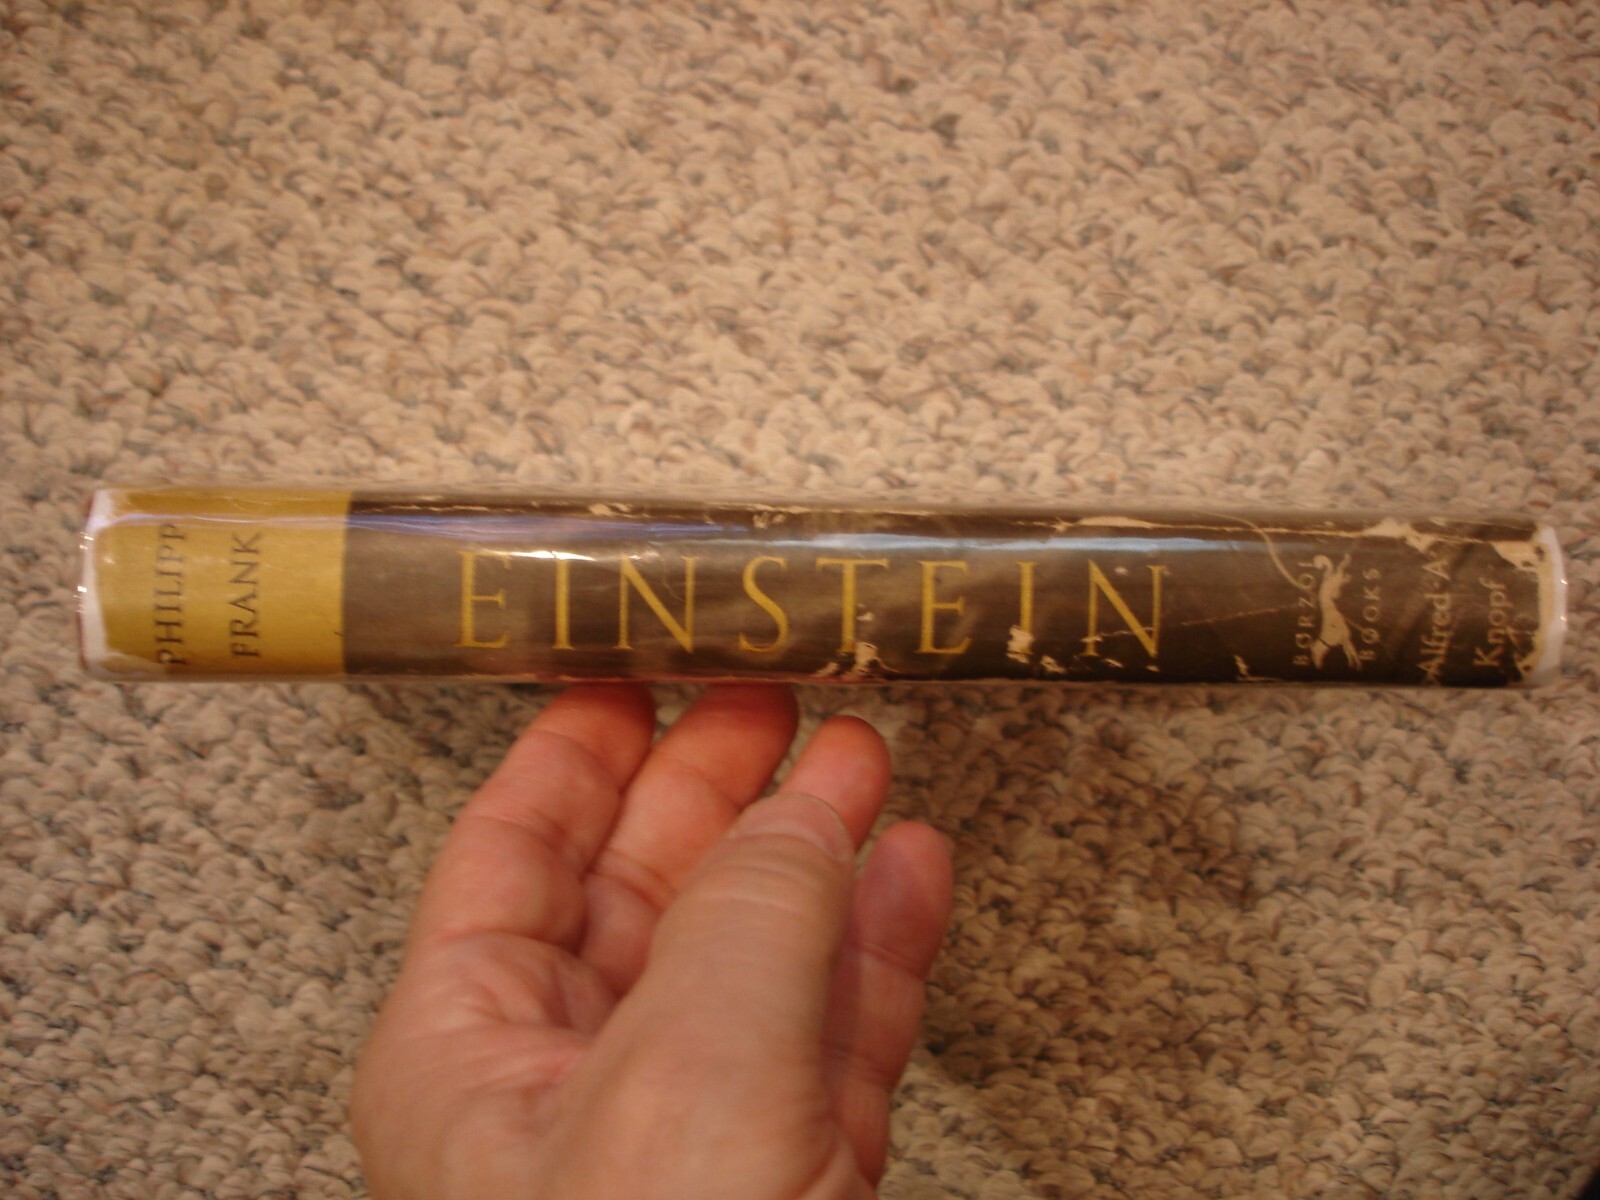 PHILIPP
FRANK
EINSTEIN
BORZOI
BOOKS
Alfred·A·
Knopf